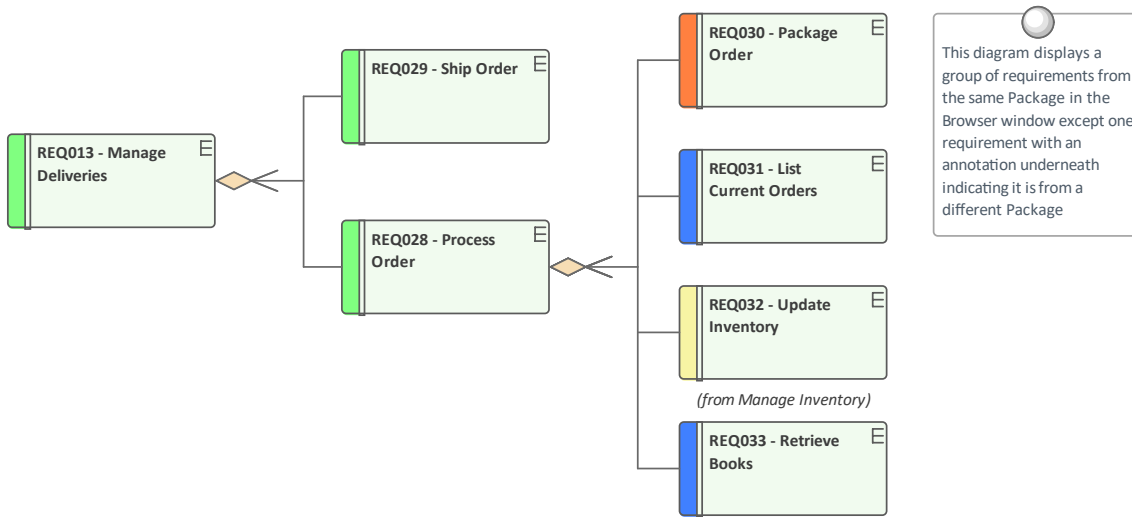 REQ013 - Manage
Deliveries
REQ029 - Ship Order
REQ028 - Process
Order
REQ030 - Package
Order
REQ031 - List
Current Orders
REQ032 - Update
Inventory
(from Manage Inventory)
REQ033 - Retrieve
Books
This diagram displays a
group of requirements from
the same Package in the
Browser window except one
requirement with an
annotation underneath
indicating it is from a
different Package